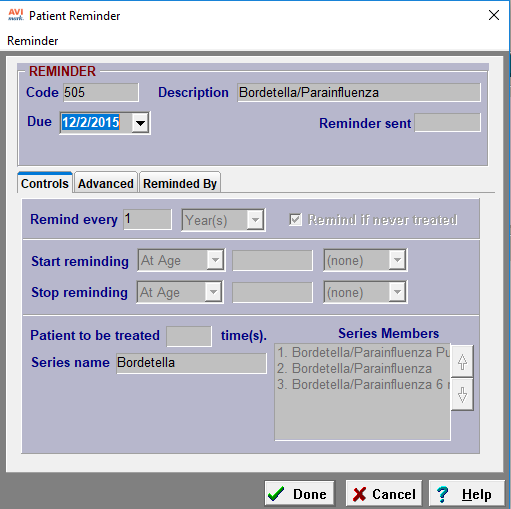 AVI
mark.
Patient Reminder
Reminder
REMINDER
Code 505 Description Bordetella/Parainfluenza
Due 12/2/2015 Reminder sent
Controls Advanced Reminded By
Remind every 1 Year(s) Remind if never treated
Start reminding At Age (none)
Stop reminding At Age (none)
Patient to be treated time(s). Series Members
Series name Bordetella
1. Bordetella/Parainfluenza Pu
2. Bordetella/Parainfluenza
3. Bordetella/Parainfluenza 6
Done Cancel ? Help